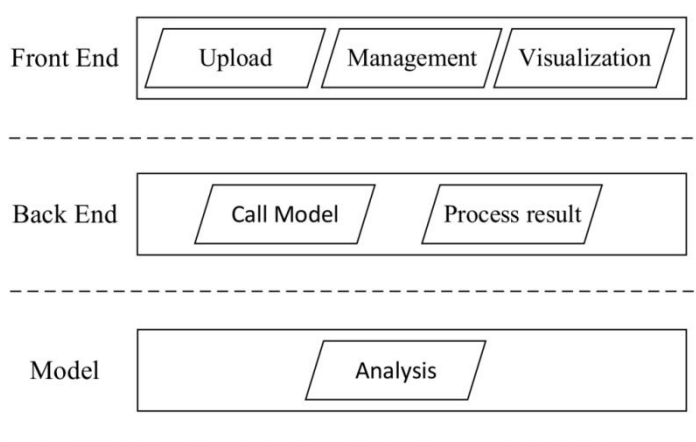 Front End Upload Management Visualization
Back End Call Model Process result
Model Analysis